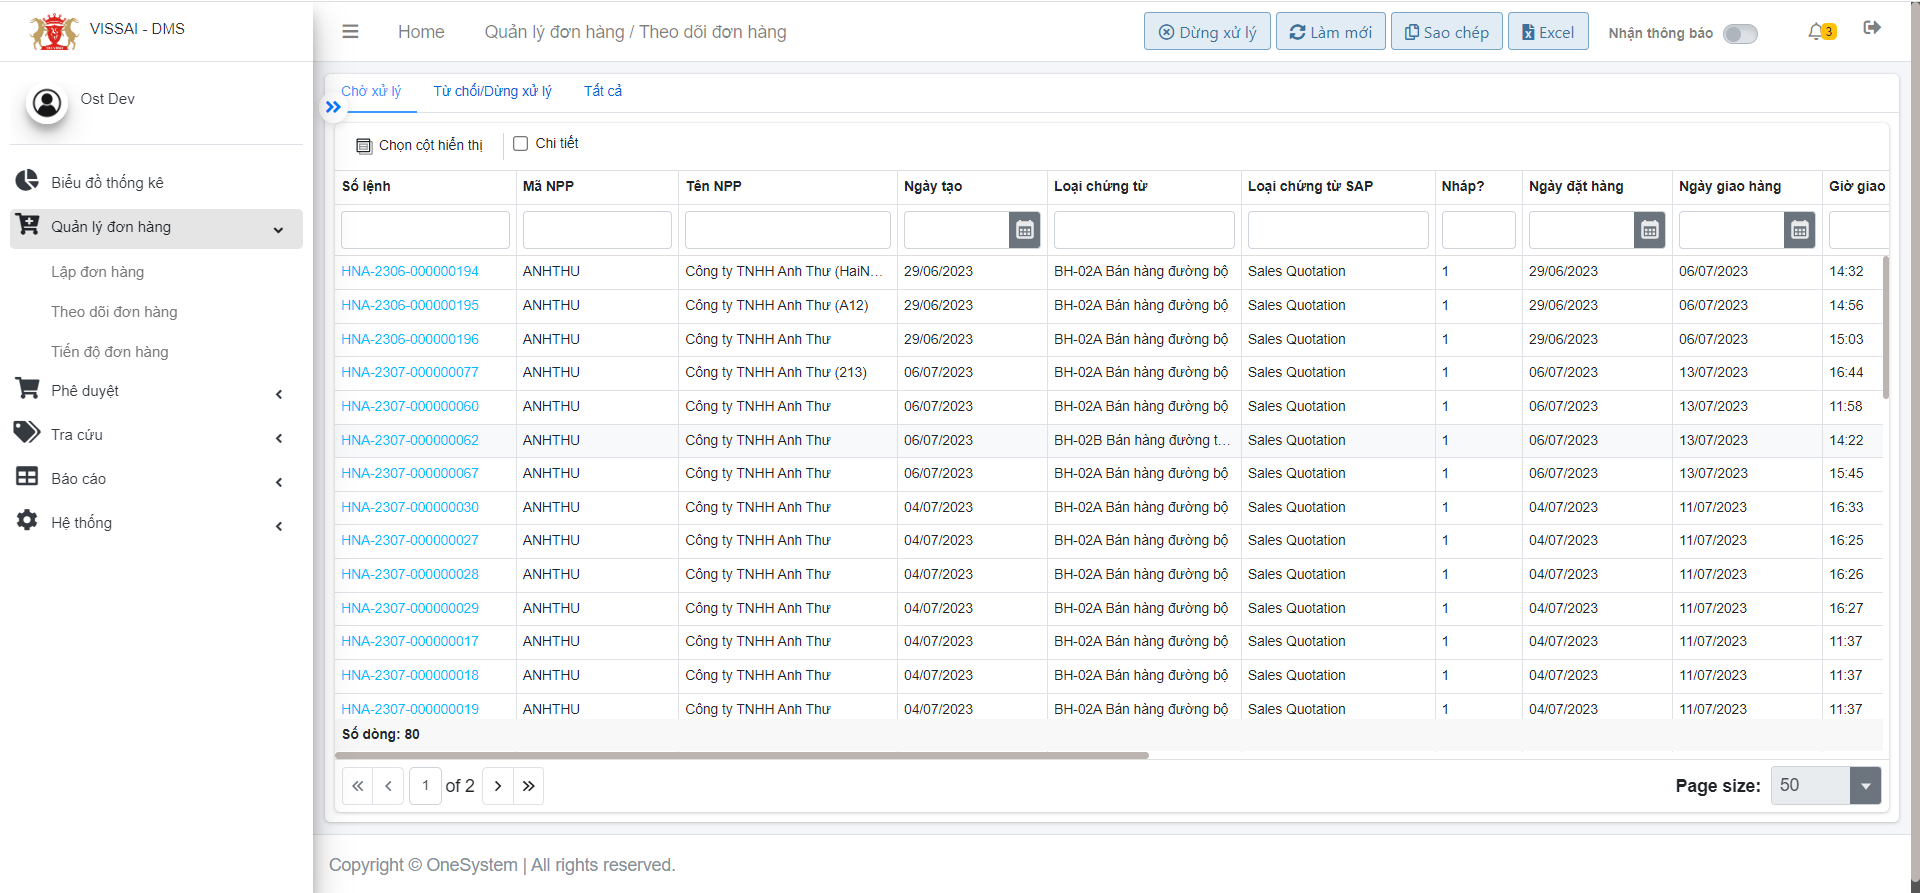 VISSAI - DMS
Home
Quản lý đơn hàng / Theo dõi đơn hàng
Dừng xử lý
Làm mới
Sao chép
Excel
Nhận thông báo
3
Ost Dev
Biểu đồ thống kê
Quản lý đơn hàng
Lập đơn hàng
Theo dõi đơn hàng
Tiến độ đơn hàng
Phê duyệt
Tra cứu
Báo cáo
Hệ thống
Chờ xử lý Từ chối/Dừng xử lý Tất cả
Chọn cột hiển thị Chi tiết
Số lệnh Mã NPP Tên NPP Ngày tạo Loại chứng từ Loại chứng từ SAP Nháp? Ngày đặt hàng Ngày giao hàng Giờ giao
HNA-2306-000000194 ANHTHU Công ty TNHH Anh Thư (HaiN... 29/06/2023 BH-02A Bán hàng đường bộ Sales Quotation 1 29/06/2023 06/07/2023 14:32
HNA-2306-000000195 ANHTHU Công ty TNHH Anh Thư (A12) 29/06/2023 BH-02A Bán hàng đường bộ Sales Quotation 1 29/06/2023 06/07/2023 14:56
HNA-2306-000000196 ANHTHU Công ty TNHH Anh Thư 29/06/2023 BH-02A Bán hàng đường bộ Sales Quotation 1 29/06/2023 06/07/2023 15:03
HNA-2307-000000077 ANHTHU Công ty TNHH Anh Thư (213) 06/07/2023 BH-02A Bán hàng đường bộ Sales Quotation 1 06/07/2023 13/07/2023 16:44
HNA-2307-000000060 ANHTHU Công ty TNHH Anh Thư 06/07/2023 BH-02A Bán hàng đường bộ Sales Quotation 1 06/07/2023 13/07/2023 11:58
HNA-2307-000000062 ANHTHU Công ty TNHH Anh Thư 06/07/2023 BH-02B Bán hàng đường t... Sales Quotation 1 06/07/2023 13/07/2023 14:22
HNA-2307-000000067 ANHTHU Công ty TNHH Anh Thư 06/07/2023 BH-02A Bán hàng đường bộ Sales Quotation 1 06/07/2023 13/07/2023 15:45
HNA-2307-000000030 ANHTHU Công ty TNHH Anh Thư 04/07/2023 BH-02A Bán hàng đường bộ Sales Quotation 1 04/07/2023 11/07/2023 16:33
HNA-2307-000000027 ANHTHU Công ty TNHH Anh Thư 04/07/2023 BH-02A Bán hàng đường bộ Sales Quotation 1 04/07/2023 11/07/2023 16:25
HNA-2307-000000028 ANHTHU Công ty TNHH Anh Thư 04/07/2023 BH-02A Bán hàng đường bộ Sales Quotation 1 04/07/2023 11/07/2023 16:26
HNA-2307-000000029 ANHTHU Công ty TNHH Anh Thư 04/07/2023 BH-02A Bán hàng đường bộ Sales Quotation 1 04/07/2023 11/07/2023 16:27
HNA-2307-000000017 ANHTHU Công ty TNHH Anh Thư 04/07/2023 BH-02A Bán hàng đường bộ Sales Quotation 1 04/07/2023 11/07/2023 11:37
HNA-2307-000000018 ANHTHU Công ty TNHH Anh Thư 04/07/2023 BH-02A Bán hàng đường bộ Sales Quotation 1 04/07/2023 11/07/2023 11:37
HNA-2307-000000019 ANHTHU Công ty TNHH Anh Thư 04/07/2023 BH-02A Bán hàng đường bộ Sales Quotation 1 04/07/2023 11/07/2023 11:37
Số dòng: 80
1 of 2
Page size: 50
Copyright © OneSystem | All rights reserved.